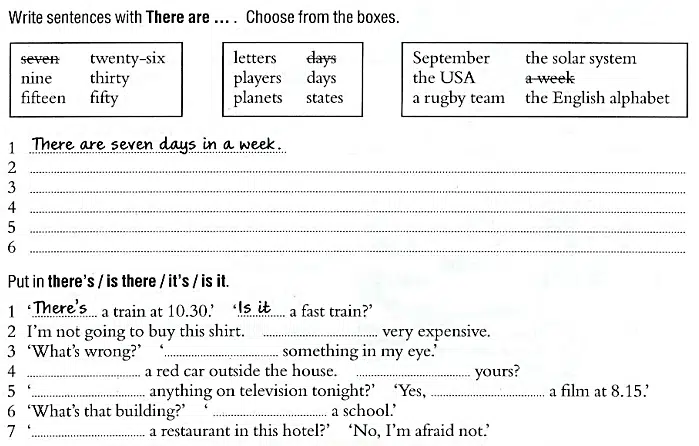 Write sentences with There are … . Choose from the boxes.
seven twenty-six
nine thirty
fifteen fifty
letters days
players days
planets states
September the solar system
the USA a week
a rugby team the English alphabet
1 There are seven days in a week.
2
3
4
5
6
Put in there's / is there / it's / is it.
1 ‘There's a train at 10.30.’ ‘Is it a fast train?’
2 I'm not going to buy this shirt. very expensive.
3 ‘What's wrong?’ ‘ something in my eye.’
4 a red car outside the house. yours?
5 ‘ anything on television tonight?’ ‘Yes, a film at 8.15.’
6 ‘What's that building?’ ‘ a school.’
7 ‘ a restaurant in this hotel?’ ‘No, I'm afraid not.’